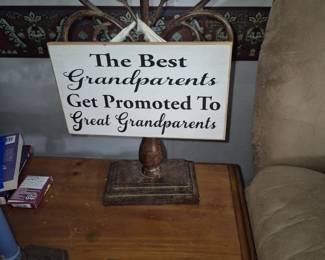 The Best
Grandparents
Get Promoted To
Great Grandparents